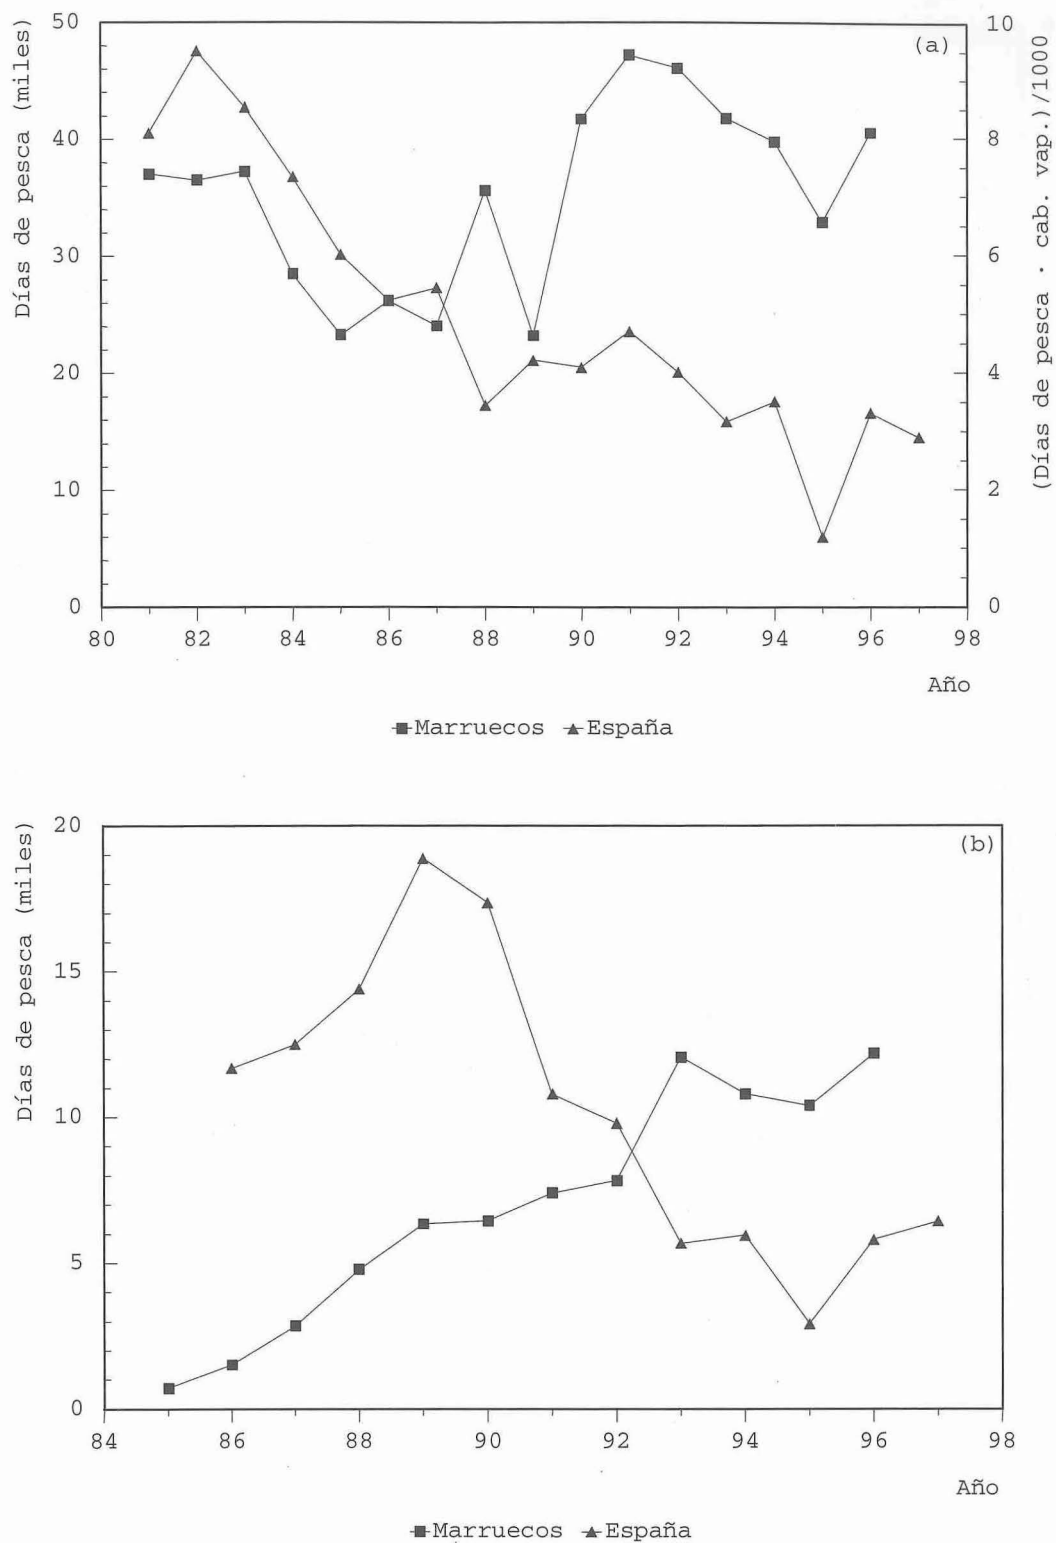 (a)
Días de pesca (miles)
50
40
30
20
10
0
10
8
6
4
2
0
(Días de pesca · cab. vap.)/1000
80 82 84 86 88 90 92 94 96 98
Año
Marruecos España
(b)
Días de pesca (miles)
20
15
10
5
0
84 86 88 90 92 94 96 98
Año
Marruecos España